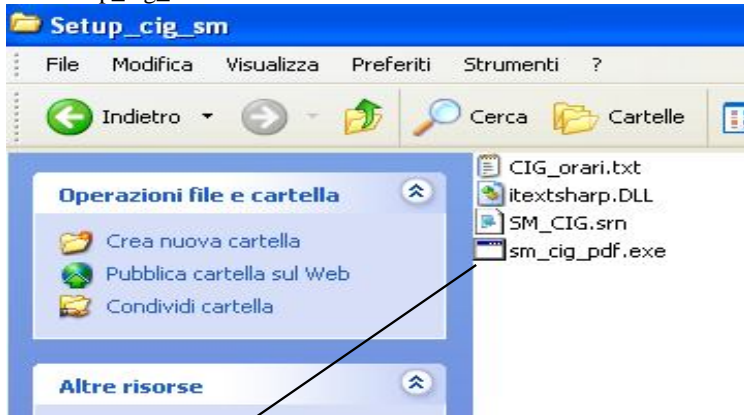 Setup_cig_sm
File Modifica Visualizza Preferiti Strumenti ?
Indietro Cerca Cartelle
CIG_orari.txt
itextsharp.DLL
SM_CIG.srn
sm_cig_pdf.exe
Operazioni file e cartella
Crea nuova cartella
Pubblica cartella sul Web
Condividi cartella
Altre risorse